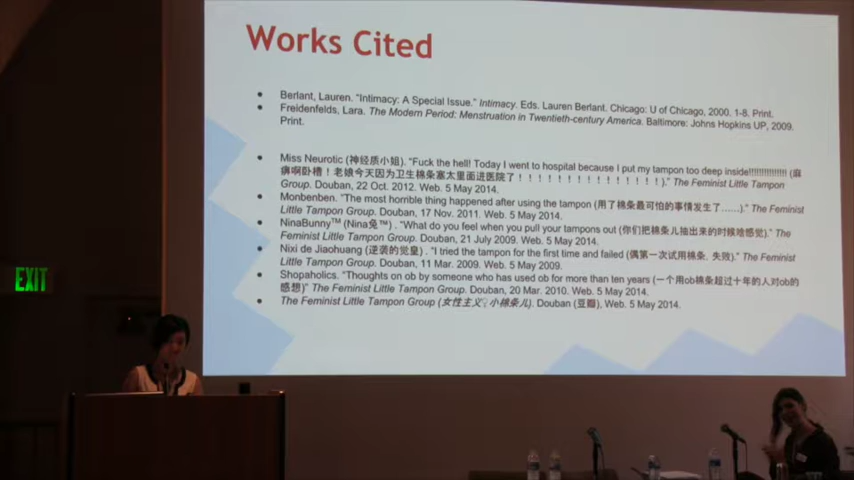 Works Cited
• Berlant, Lauren. "Intimacy: A Special Issue." Intimacy. Eds. Lauren Berlant. Chicago: U of Chicago, 2000. 1-8. Print.
• Freidenfelds, Lara. The Modern Period: Menstruation in Twentieth-century America. Baltimore: Johns Hopkins UP, 2009.
Print.
• Miss Neurotic (神经质小姐). "Fuck the hell! Today I went to hospital because I put my tampon too deep inside!!!!!!!!!!!!!!! (麻
痹啊卧槽！老娘今天因为卫生棉条塞太里面进医院了！！！！！！！！！！！！！！！)." The Feminist Little Tampon
Group. Douban, 22 Oct. 2012. Web. 5 May 2014.
• Monbenben. "The most horrible thing happened after using the tampon (用了棉条最可怕的事情发生了……)." The Feminist
Little Tampon Group. Douban, 17 Nov. 2011. Web. 5 May 2014.
• NinaBunny™ (Nina兔™) . "What do you feel when you pull your tampons out (你们把棉条儿抽出来的时候啥感觉)." The
Feminist Little Tampon Group. Douban, 21 July 2009. Web. 5 May 2014.
• Nixi de Jiaohuang (逆袭的觉皇) . "I tried the tampon for the first time and failed (偶第一次试用棉条. 失败)." The Feminist
Little Tampon Group. Douban, 11 Mar. 2009. Web. 5 May 2009.
• Shopaholics. "Thoughts on ob by someone who has used ob for more than ten years (一个用ob棉条超过十年的人对ob的
感想)" The Feminist Little Tampon Group. Douban, 20 Mar. 2010. Web. 5 May 2014.
• The Feminist Little Tampon Group (女性主义♀小棉条儿). Douban (豆瓣), Web. 5 May 2014.
EXIT